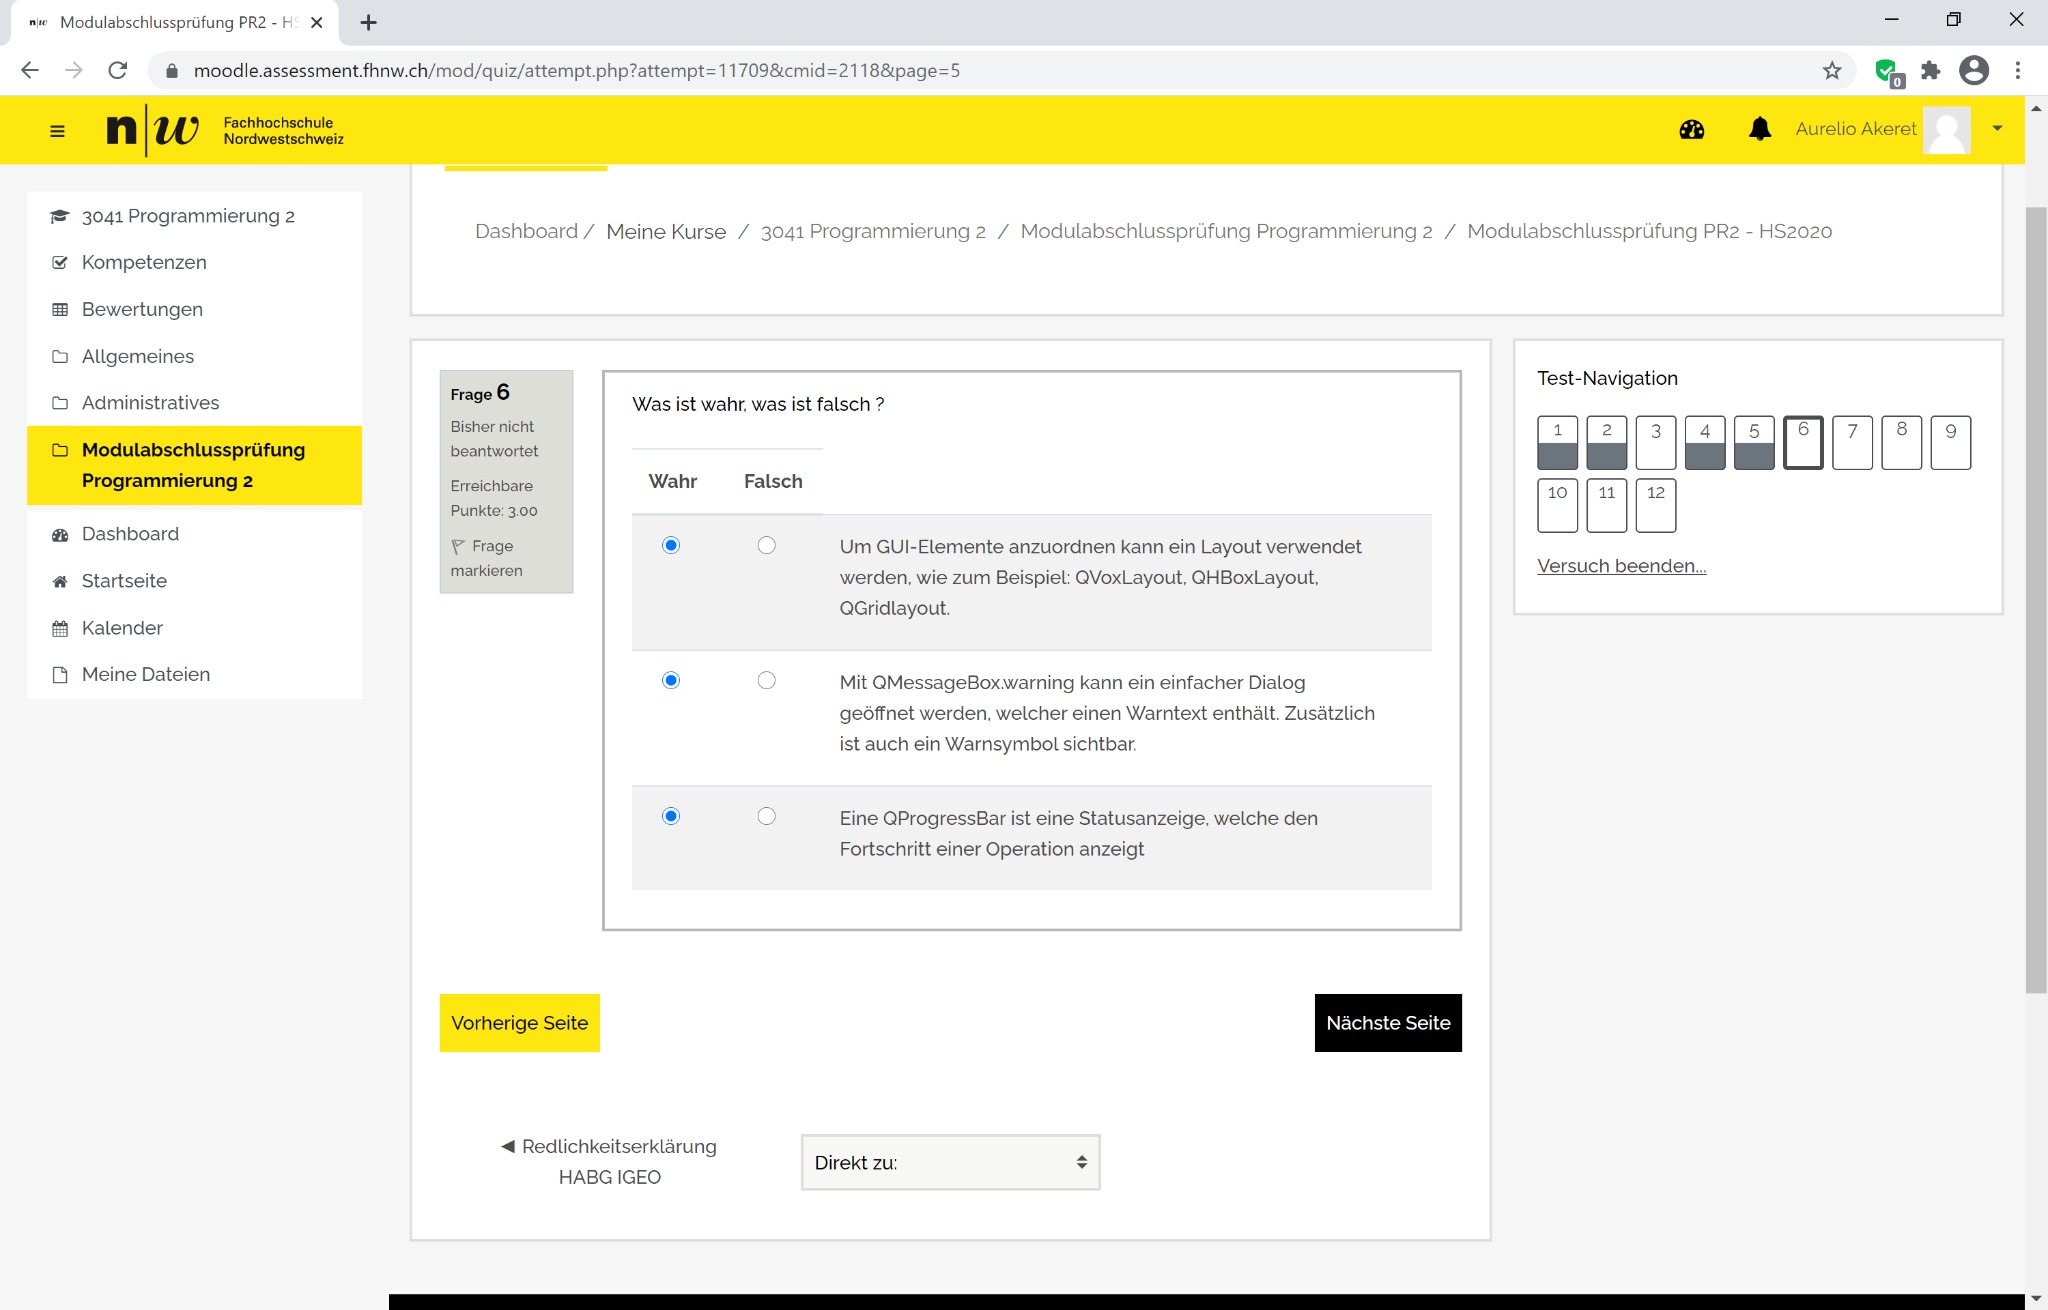 Modulabschlussprüfung PR2 - HS
moodle.assessment.fhnw.ch/mod/quiz/attempt.php?attempt=11709&cmid=2118&page=5
0
n|w Fachhochschule
Nordwestschweiz
Aurelio Akeret
3041 Programmierung 2
Kompetenzen
Bewertungen
Allgemeines
Administratives
Modulabschlussprüfung
Programmierung 2
Dashboard
Startseite
Kalender
Meine Dateien
Dashboard / Meine Kurse / 3041 Programmierung 2 / Modulabschlussprüfung Programmierung 2 / Modulabschlussprüfung PR2 - HS2020
Frage 6
Bisher nicht
beantwortet
Erreichbare
Punkte: 3.00
Frage
markieren
Was ist wahr, was ist falsch ?
Wahr Falsch
Um GUI-Elemente anzuordnen kann ein Layout verwendet
werden, wie zum Beispiel: QVoxLayout, QHBoxLayout,
QGridlayout.
Mit QMessageBox.warning kann ein einfacher Dialog
geöffnet werden, welcher einen Warntext enthält. Zusätzlich
ist auch ein Warnsymbol sichtbar.
Eine QProgressBar ist eine Statusanzeige, welche den
Fortschritt einer Operation anzeigt
Vorherige Seite
Nächste Seite
◄ Redlichkeitserklärung
HABG IGEO
Direkt zu:
Test-Navigation
1 2 3 4 5 6 7 8 9
10 11 12
Versuch beenden...